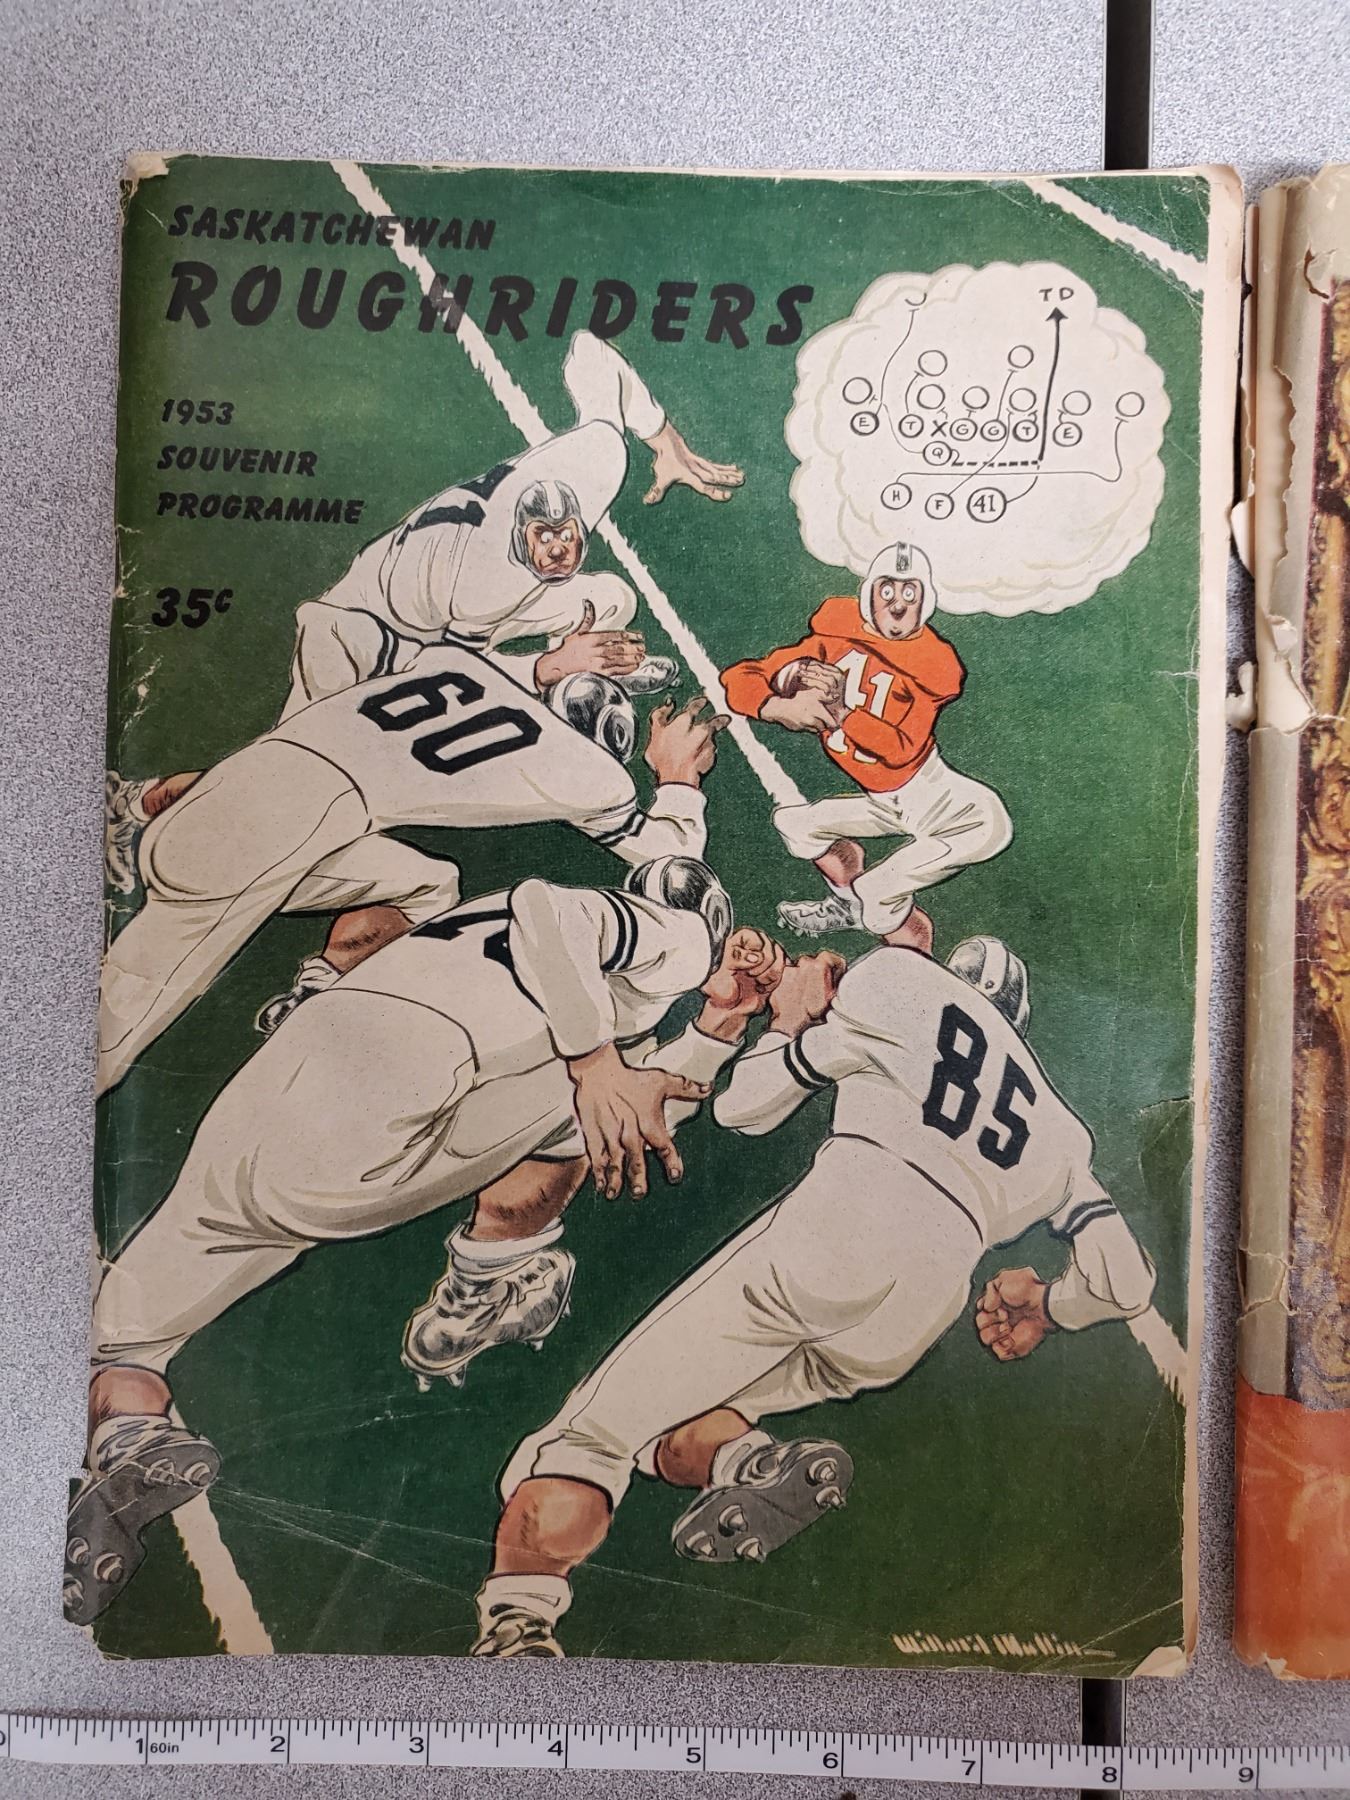 SASKATCHEWAN
ROUGHRIDERS
1953
SOUVENIR
PROGRAMME
35¢
TD
E T X G G T E
Q
H F 41
71
60
41
85
Willard Mullin
1 60in 2 3 4 5 6 7 8 9